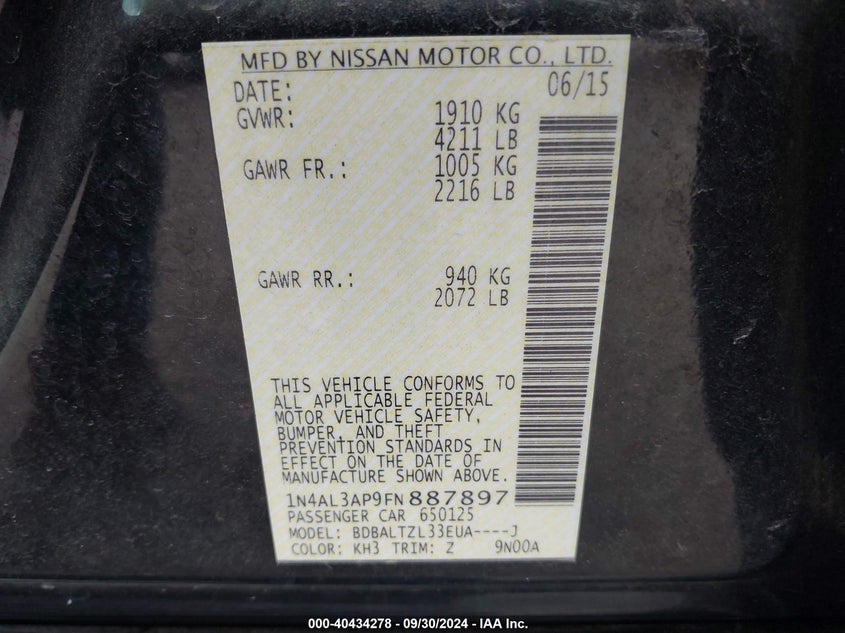 MFD BY NISSAN MOTOR CO., LTD.
DATE: 06/15
GVWR: 1910 KG
4211 LB
GAWR FR.: 1005 KG
2216 LB
GAWR RR.: 940 KG
2072 LB
THIS VEHICLE CONFORMS TO
ALL APPLICABLE FEDERAL
MOTOR VEHICLE SAFETY,
BUMPER, AND THEFT
PREVENTION STANDARDS IN
EFFECT ON THE DATE OF
MANUFACTURE SHOWN ABOVE.
1N4AL3AP9FN887897
PASSENGER CAR 650125
MODEL: BDBALTZL33EUA----J
COLOR: KH3 TRIM: Z 9N00A
000-40434278 - 09/30/2024 - IAA Inc.